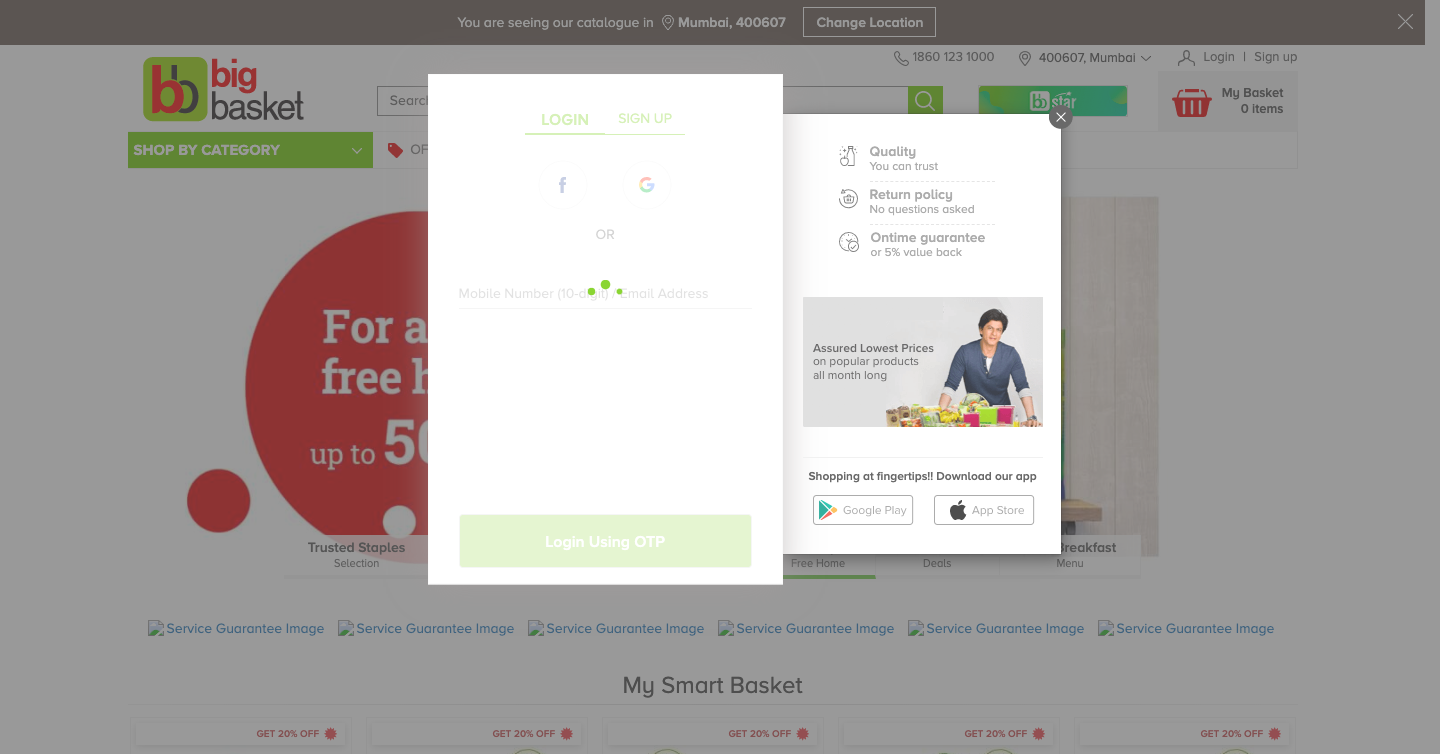 You are seeing our catalogue in Mumbai, 400607 Change Location
1860 123 1000 400607, Mumbai Login | Sign up
bb big basket
Search
bb star
My Basket
0 items
SHOP BY CATEGORY
OF
LOGIN SIGN UP
f G
OR
Mobile Number (10-digit) / Email Address
Login Using OTP
Quality
You can trust
Return policy
No questions asked
Ontime guarantee
or 5% value back
Assured Lowest Prices
on popular products
all month long
Shopping at fingertips!! Download our app
Google Play App Store
For a
free h
up to 50
Trusted Staples
Selection
Free Home
Deals
Breakfast
Menu
Service Guarantee Image Service Guarantee Image Service Guarantee Image Service Guarantee Image Service Guarantee Image Service Guarantee Image
My Smart Basket
GET 20% OFF GET 20% OFF GET 20% OFF GET 20% OFF GET 20% OFF